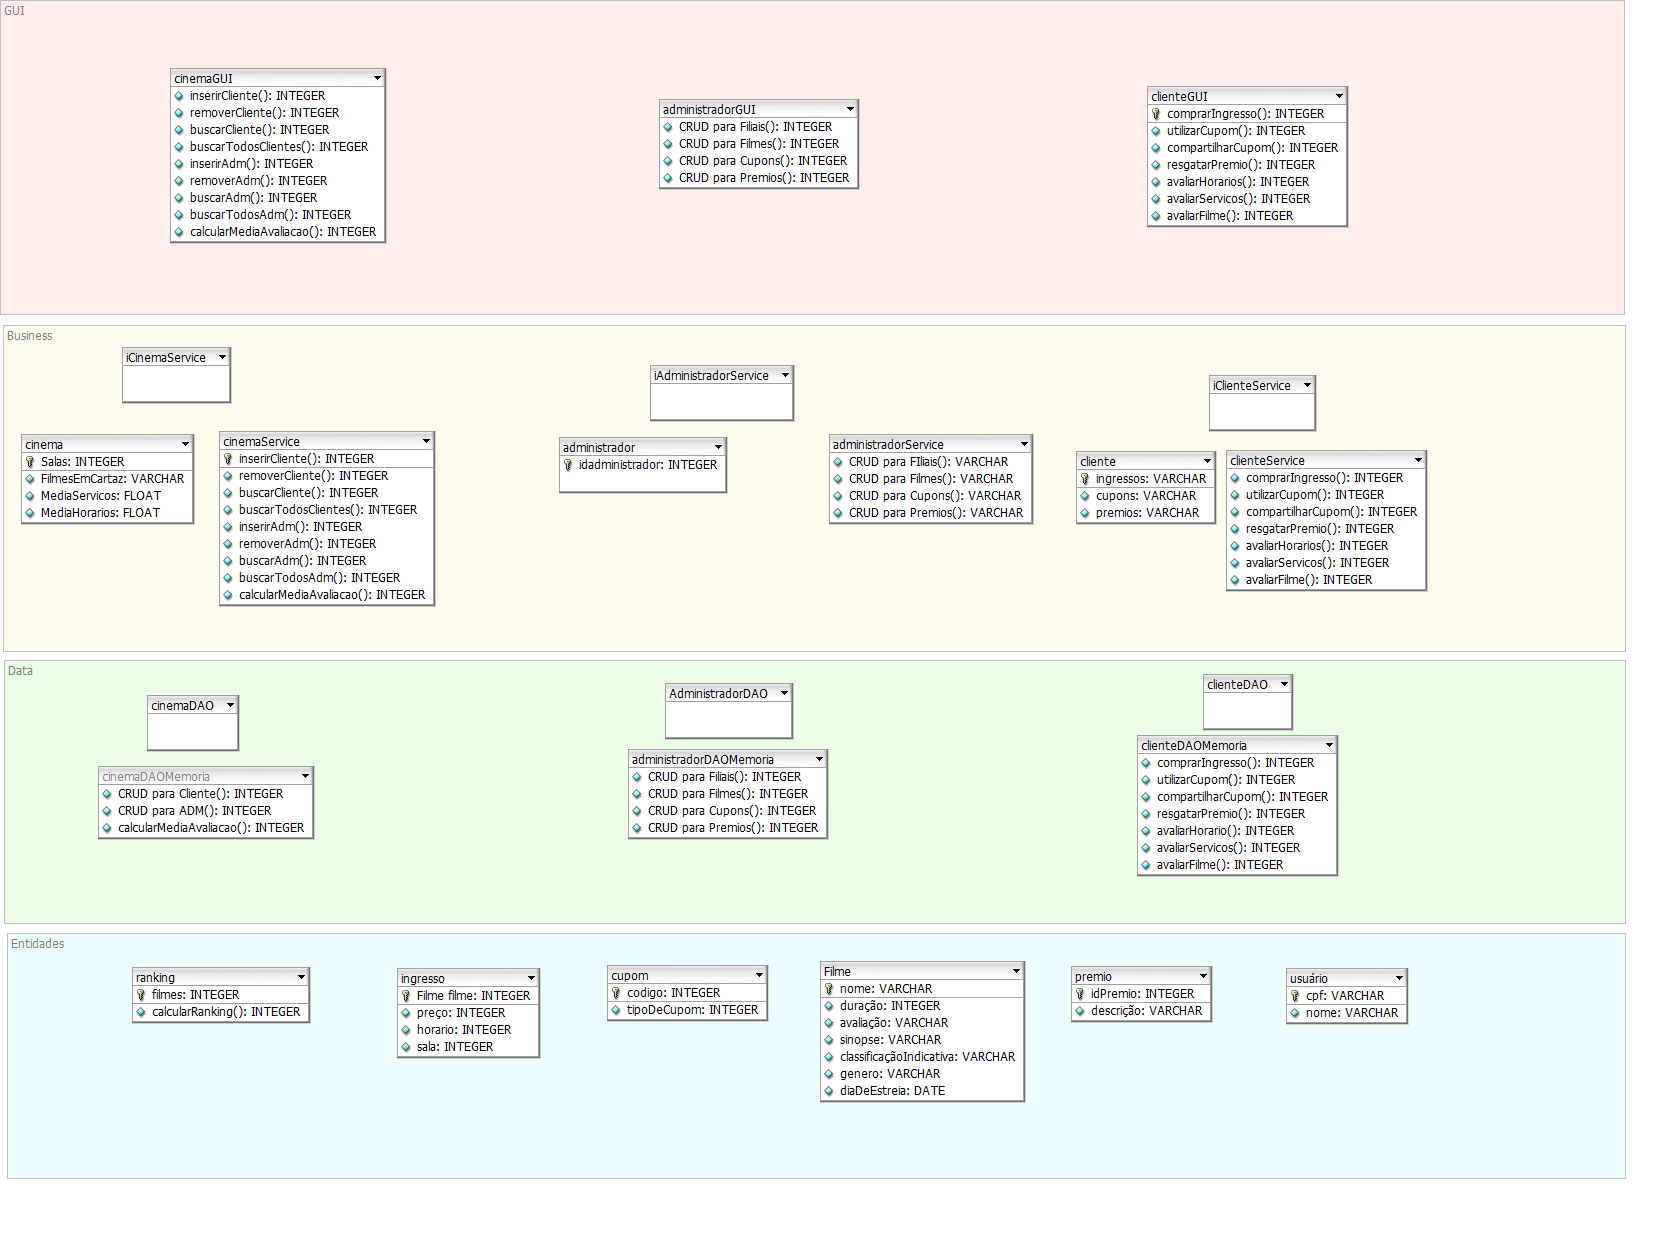 GUI
cinemaGUI
inserirCliente(): INTEGER
removerCliente(): INTEGER
buscarCliente(): INTEGER
buscarTodosClientes(): INTEGER
inserirAdm(): INTEGER
removerAdm(): INTEGER
buscarAdm(): INTEGER
buscarTodosAdm(): INTEGER
calcularMediaAvaliacao(): INTEGER
administradorGUI
CRUD para Filiais(): INTEGER
CRUD para Filmes(): INTEGER
CRUD para Cupons(): INTEGER
CRUD para Premios(): INTEGER
clienteGUI
comprarIngresso(): INTEGER
utilizarCupom(): INTEGER
compartilharCupom(): INTEGER
resgatarPremio(): INTEGER
avaliarHorarios(): INTEGER
avaliarServicos(): INTEGER
avaliarFilme(): INTEGER
Business
iCinemaService
iAdministradorService
iClienteService
cinema
Salas: INTEGER
FilmesEmCartaz: VARCHAR
MediaServicos: FLOAT
MediaHorarios: FLOAT
cinemaService
inserirCliente(): INTEGER
removerCliente(): INTEGER
buscarCliente(): INTEGER
buscarTodosClientes(): INTEGER
inserirAdm(): INTEGER
removerAdm(): INTEGER
buscarAdm(): INTEGER
buscarTodosAdm(): INTEGER
calcularMediaAvaliacao(): INTEGER
administrador
idadministrador: INTEGER
administradorService
CRUD para FIliais(): VARCHAR
CRUD para Filmes(): VARCHAR
CRUD para Cupons(): VARCHAR
CRUD para Premios(): VARCHAR
cliente
ingressos: VARCHAR
cupons: VARCHAR
premios: VARCHAR
clienteService
comprarIngresso(): INTEGER
utilizarCupom(): INTEGER
compartilharCupom(): INTEGER
resgatarPremio(): INTEGER
avaliarHorarios(): INTEGER
avaliarServicos(): INTEGER
avaliarFilme(): INTEGER
Data
cinemaDAO
AdministradorDAO
clienteDAO
cinemaDAOMemoria
CRUD para Cliente(): INTEGER
CRUD para ADM(): INTEGER
calcularMediaAvaliacao(): INTEGER
administradorDAOMemoria
CRUD para Filiais(): INTEGER
CRUD para Filmes(): INTEGER
CRUD para Cupons(): INTEGER
CRUD para Premios(): INTEGER
clienteDAOMemoria
comprarIngresso(): INTEGER
utilizarCupom(): INTEGER
compartilharCupom(): INTEGER
resgatarPremio(): INTEGER
avaliarHorario(): INTEGER
avaliarServicos(): INTEGER
avaliarFilme(): INTEGER
Entidades
ranking
filmes: INTEGER
calcularRanking(): INTEGER
ingresso
Filme filme: INTEGER
preço: INTEGER
horario: INTEGER
sala: INTEGER
cupom
codigo: INTEGER
tipoDeCupom: INTEGER
Filme
nome: VARCHAR
duração: INTEGER
avaliação: VARCHAR
sinopse: VARCHAR
classificaçãoIndicativa: VARCHAR
genero: VARCHAR
diaDeEstreia: DATE
premio
idPremio: INTEGER
descrição: VARCHAR
usuário
cpf: VARCHAR
nome: VARCHAR